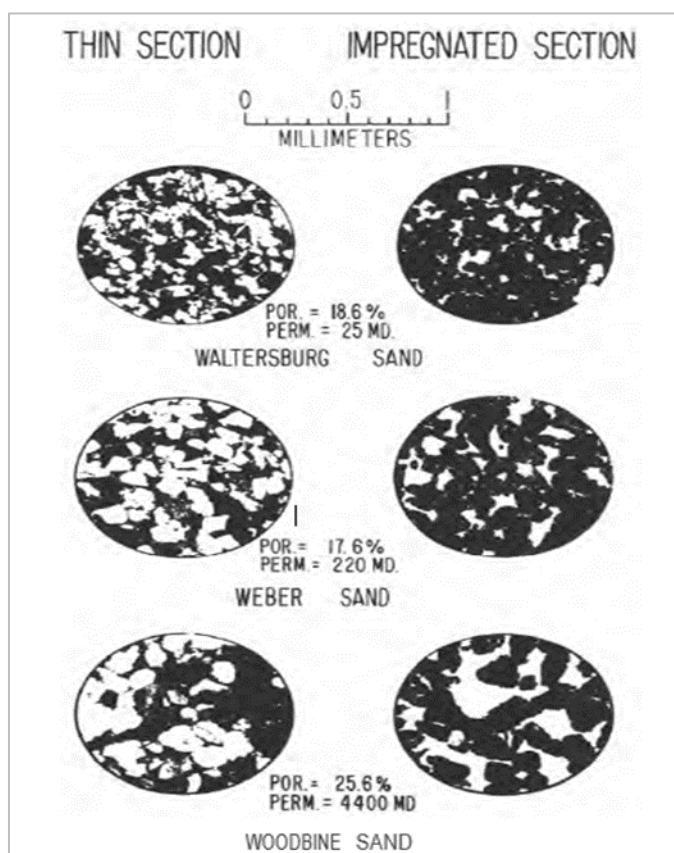 THIN SECTION IMPREGNATED SECTION
0 0.5 1
MILLIMETERS
POR. = 18.6 %
PERM. = 25 MD.
WALTERSBURG SAND
POR.= 17.6 %
PERM.= 220 MD.
WEBER SAND
POR.= 25.6 %
PERM.= 4400 MD
WOODBINE SAND